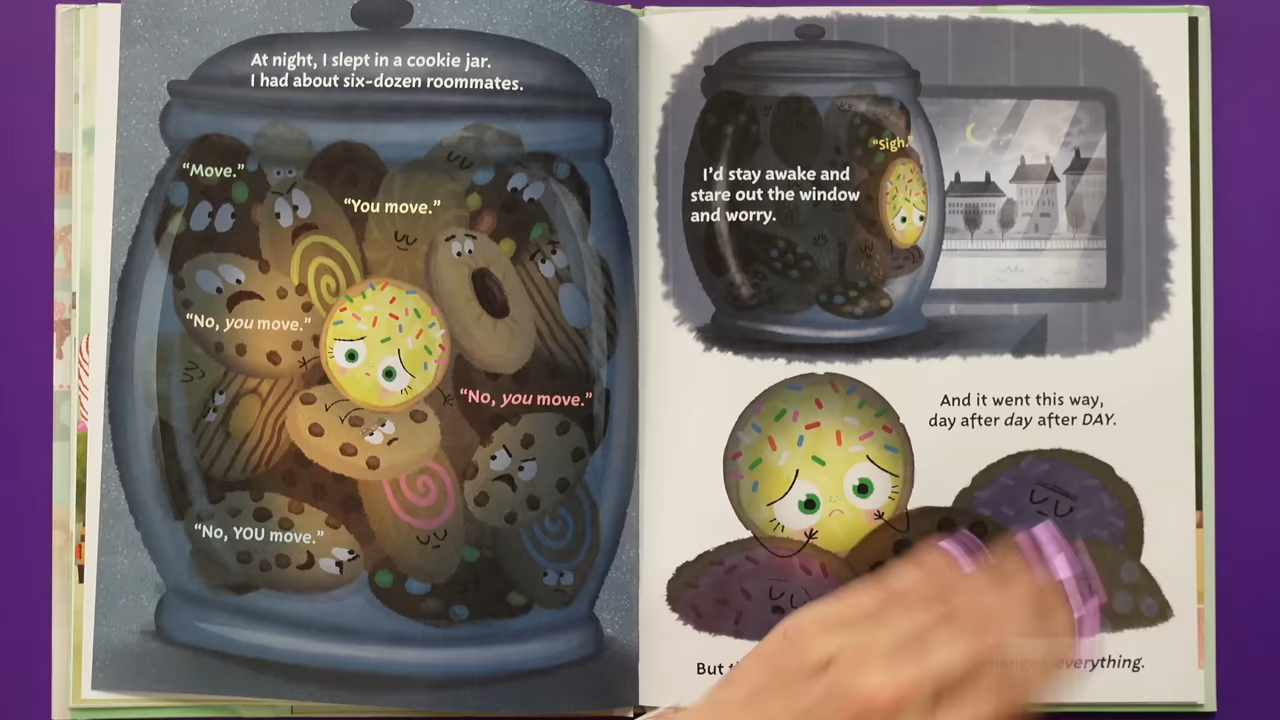 At night, I slept in a cookie jar.
I had about six-dozen roommates.
“Move.”
“You move.”
“No, you move.”
“No, you move.”
“No, YOU move.”
“Sigh.”
I’d stay awake and
stare out the window
and worry.
And it went this way,
day after day after DAY.
But everything.